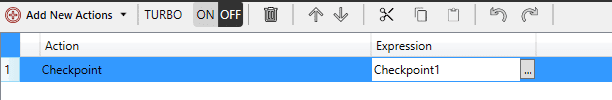 Add New Actions TURBO ON OFF
Action Expression
1 Checkpoint Checkpoint1 ...